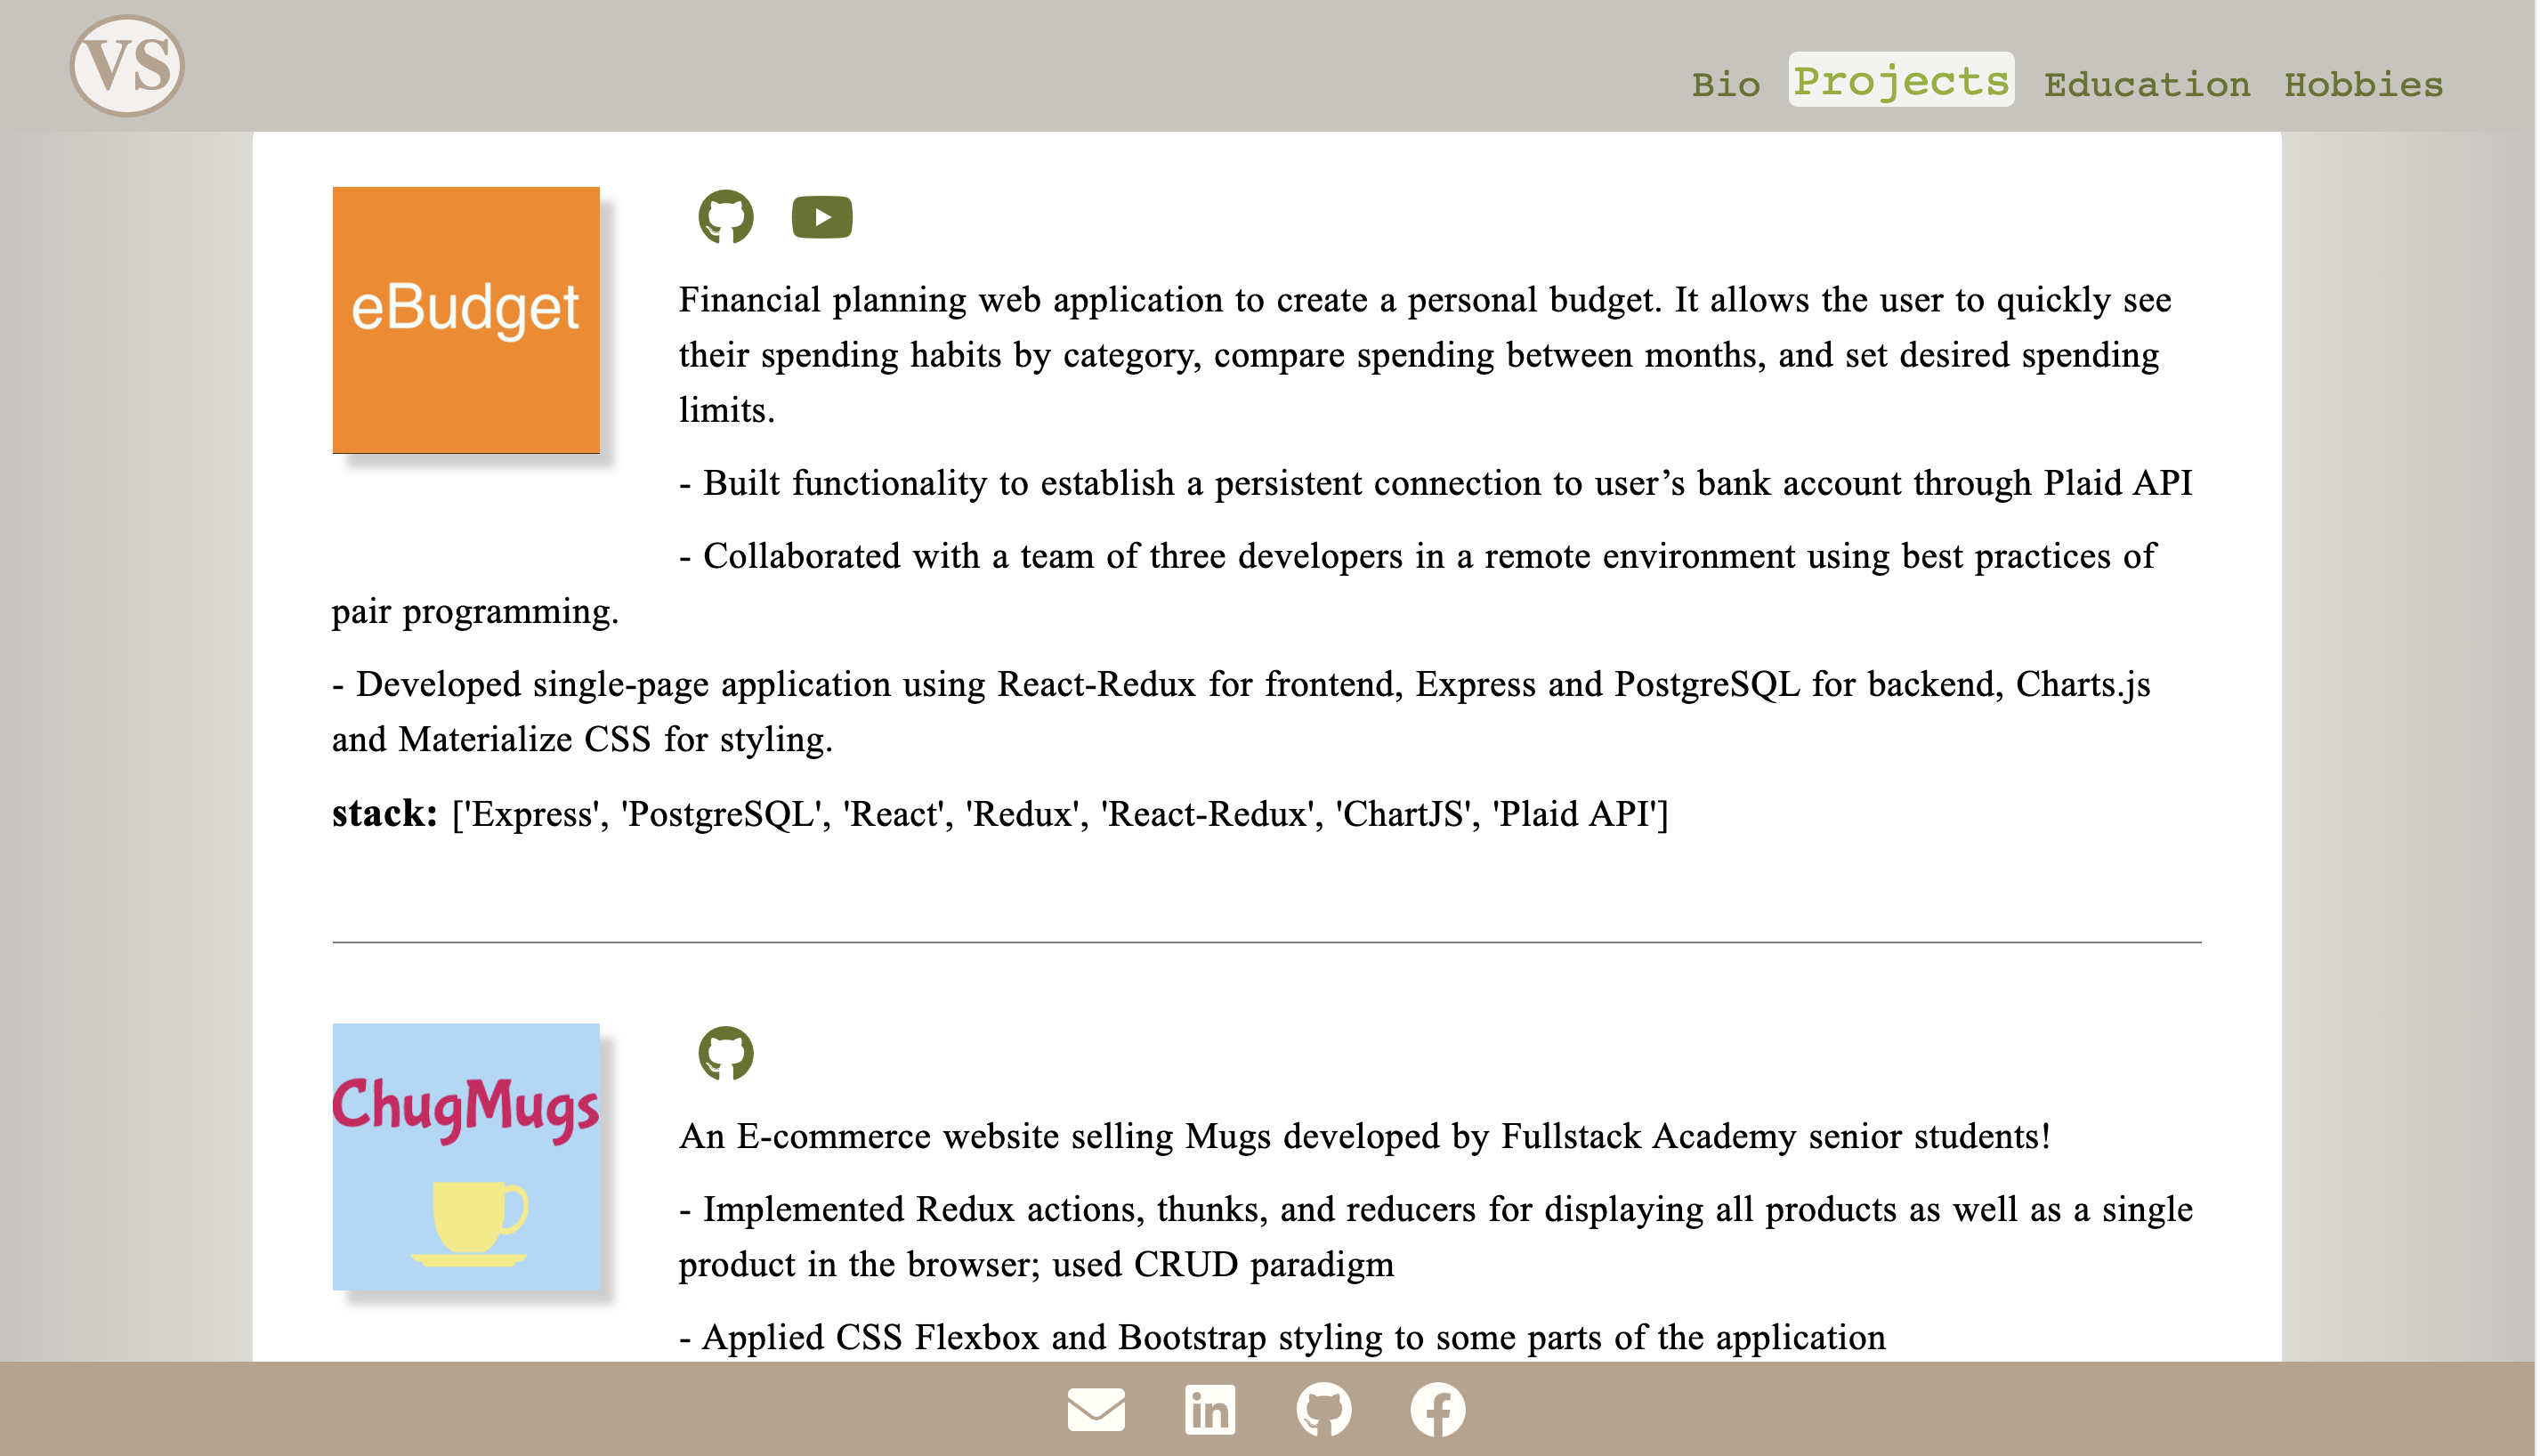 VS
Bio Projects Education Hobbies
eBudget
Financial planning web application to create a personal budget. It allows the user to quickly see
their spending habits by category, compare spending between months, and set desired spending
limits.
- Built functionality to establish a persistent connection to user’s bank account through Plaid API
- Collaborated with a team of three developers in a remote environment using best practices of
pair programming.
- Developed single-page application using React-Redux for frontend, Express and PostgreSQL for backend, Charts.js
and Materialize CSS for styling.
stack: ['Express', 'PostgreSQL', 'React', 'Redux', 'React-Redux', 'ChartJS', 'Plaid API']
ChugMugs
An E-commerce website selling Mugs developed by Fullstack Academy senior students!
- Implemented Redux actions, thunks, and reducers for displaying all products as well as a single
product in the browser; used CRUD paradigm
- Applied CSS Flexbox and Bootstrap styling to some parts of the application
in